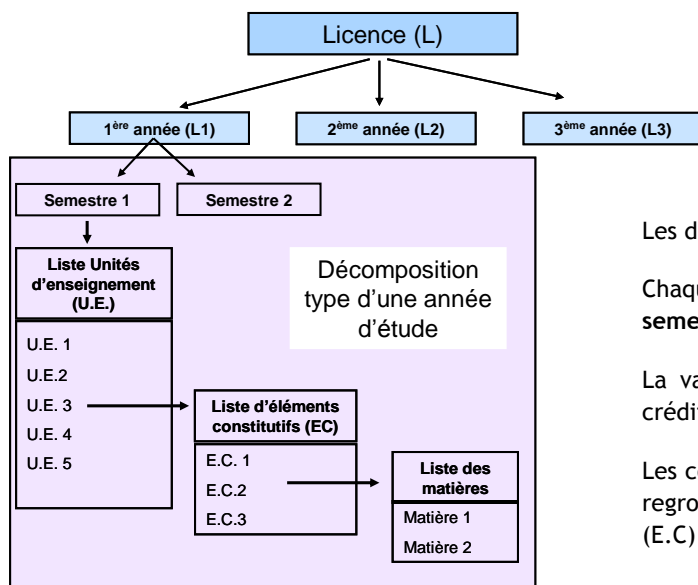 Licence (L)
1ère année (L1)
2ème année (L2)
3ème année (L3)
Semestre 1
Semestre 2
Liste Unités
d'enseignement
(U.E.)
Décomposition
type d'une année
d'étude
U.E. 1
U.E.2
U.E. 3
U.E. 4
U.E. 5
Liste d'éléments
constitutifs (EC)
E.C. 1
E.C.2
E.C.3
Liste des
matières
Matière 1
Matière 2
Les d
Chaqu
seme
La va
crédit
Les co
regro
(E.C)